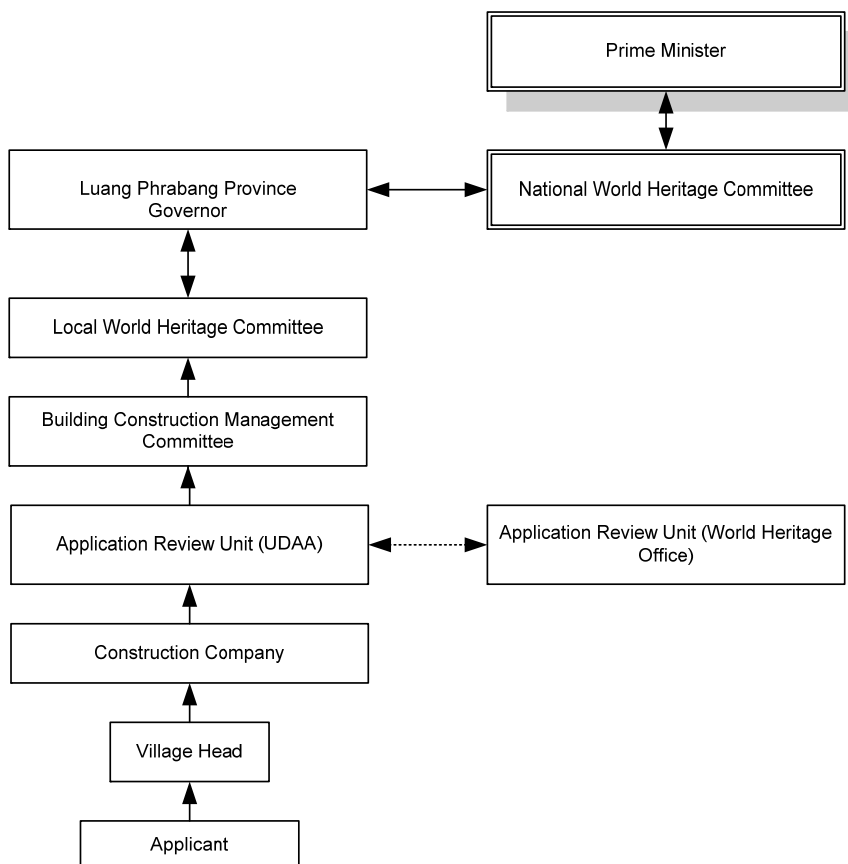 Prime Minister
Luang Phrabang Province
Governor
National World Heritage Committee
Local World Heritage Committee
Building Construction Management
Committee
Application Review Unit (UDAA)
Application Review Unit (World Heritage
Office)
Construction Company
Village Head
Applicant